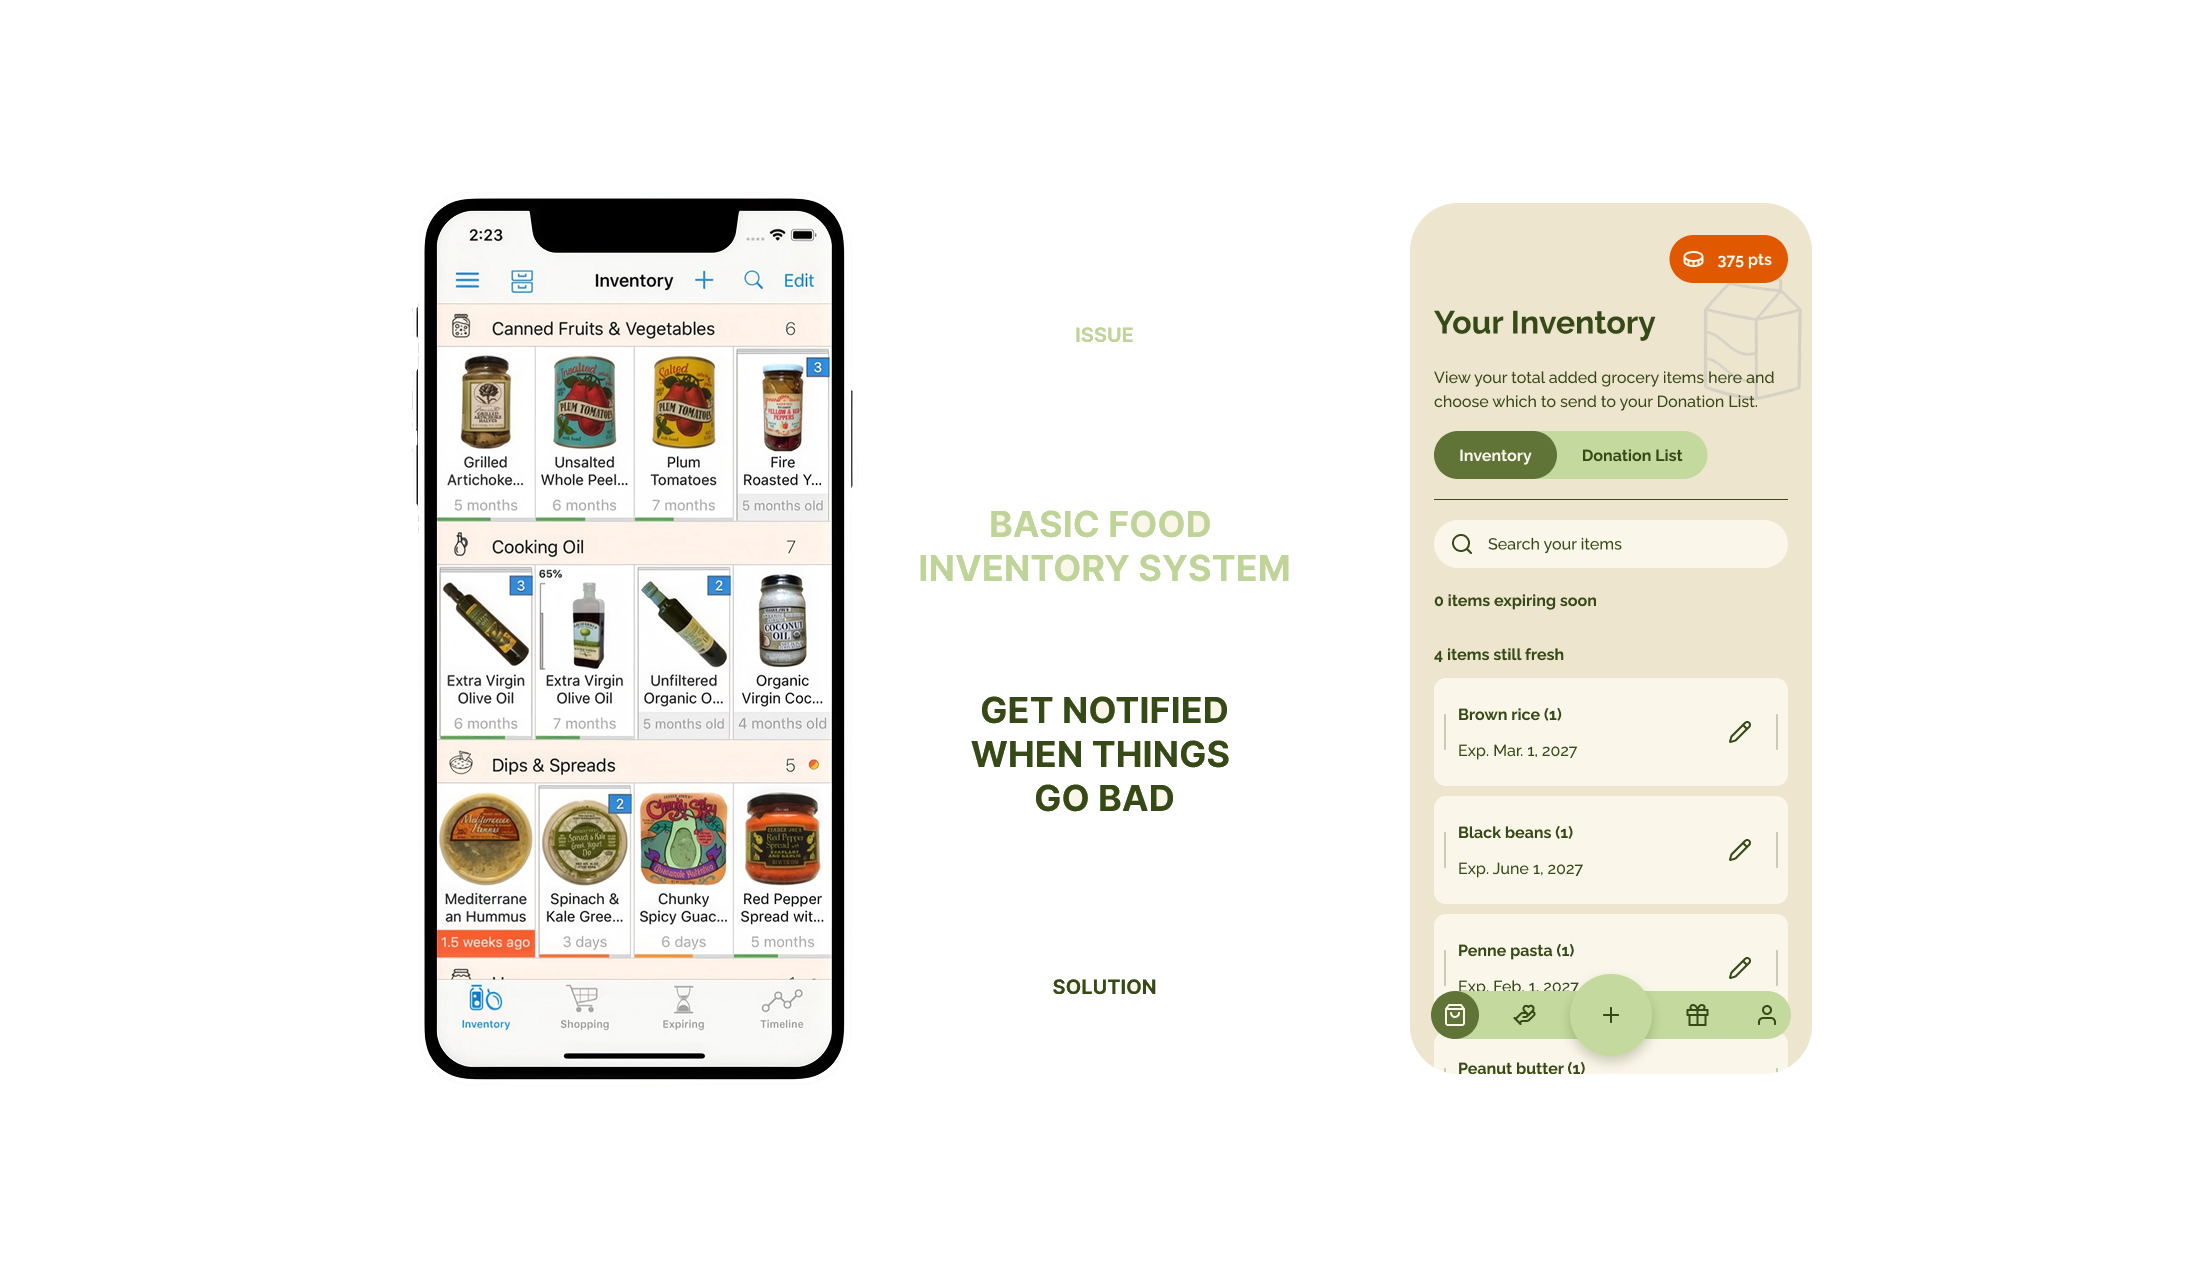 2:23
Inventory
Edit
Canned Fruits & Vegetables 6
3
Grilled Artichoke...
Unsalted Whole Peel...
Plum Tomatoes
Fire Roasted Y...
5 months
6 months
7 months
5 months old
Cooking Oil 7
3
65%
2
Extra Virgin Olive Oil
Extra Virgin Olive Oil
Unfiltered Organic O...
Organic Virgin Coc...
6 months
7 months
5 months old
4 months old
Dips & Spreads 5
2
Mediterrane an Hummus
Spinach & Kale Gree...
Chunky Spicy Guac...
Red Pepper Spread wit...
1.5 weeks ago
3 days
6 days
5 months
Inventory
Shopping
Expiring
Timeline
ISSUE
BASIC FOOD
INVENTORY SYSTEM
GET NOTIFIED
WHEN THINGS
GO BAD
SOLUTION
375 pts
Your Inventory
View your total added grocery items here and
choose which to send to your Donation List.
Inventory
Donation List
Search your items
0 items expiring soon
4 items still fresh
Brown rice (1)
Exp. Mar. 1, 2027
Black beans (1)
Exp. June 1, 2027
Penne pasta (1)
Exp. Feb. 1, 2027
Peanut butter (1)